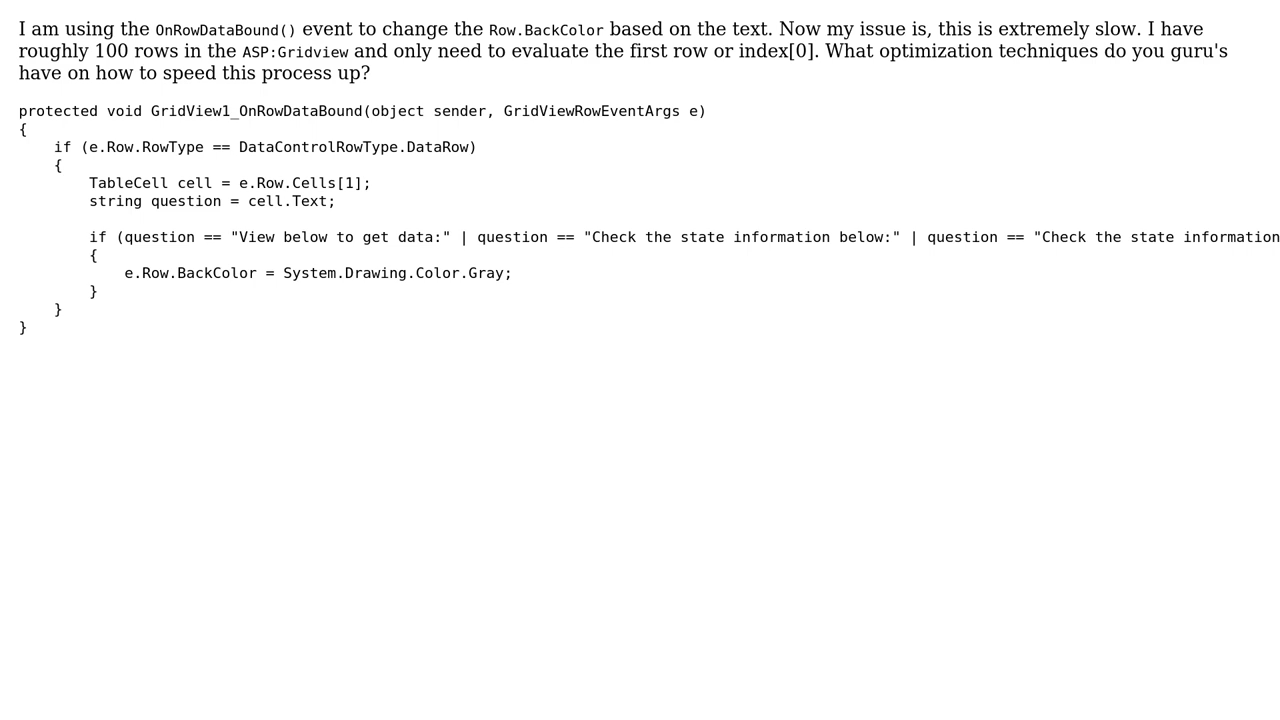 I am using the OnRowDataBound() event to change the Row.BackColor based on the text. Now my issue is, this is extremely slow. I have
roughly 100 rows in the ASP:Gridview and only need to evaluate the first row or index[0]. What optimization techniques do you guru's
have on how to speed this process up?
protected void GridView1_OnRowDataBound(object sender, GridViewRowEventArgs e)
{
    if (e.Row.RowType == DataControlRowType.DataRow)
    {
        TableCell cell = e.Row.Cells[1];
        string question = cell.Text;
        if (question == "View below to get data:" | question == "Check the state information below:" | question == "Check the state information
        {
            e.Row.BackColor = System.Drawing.Color.Gray;
        }
    }
}